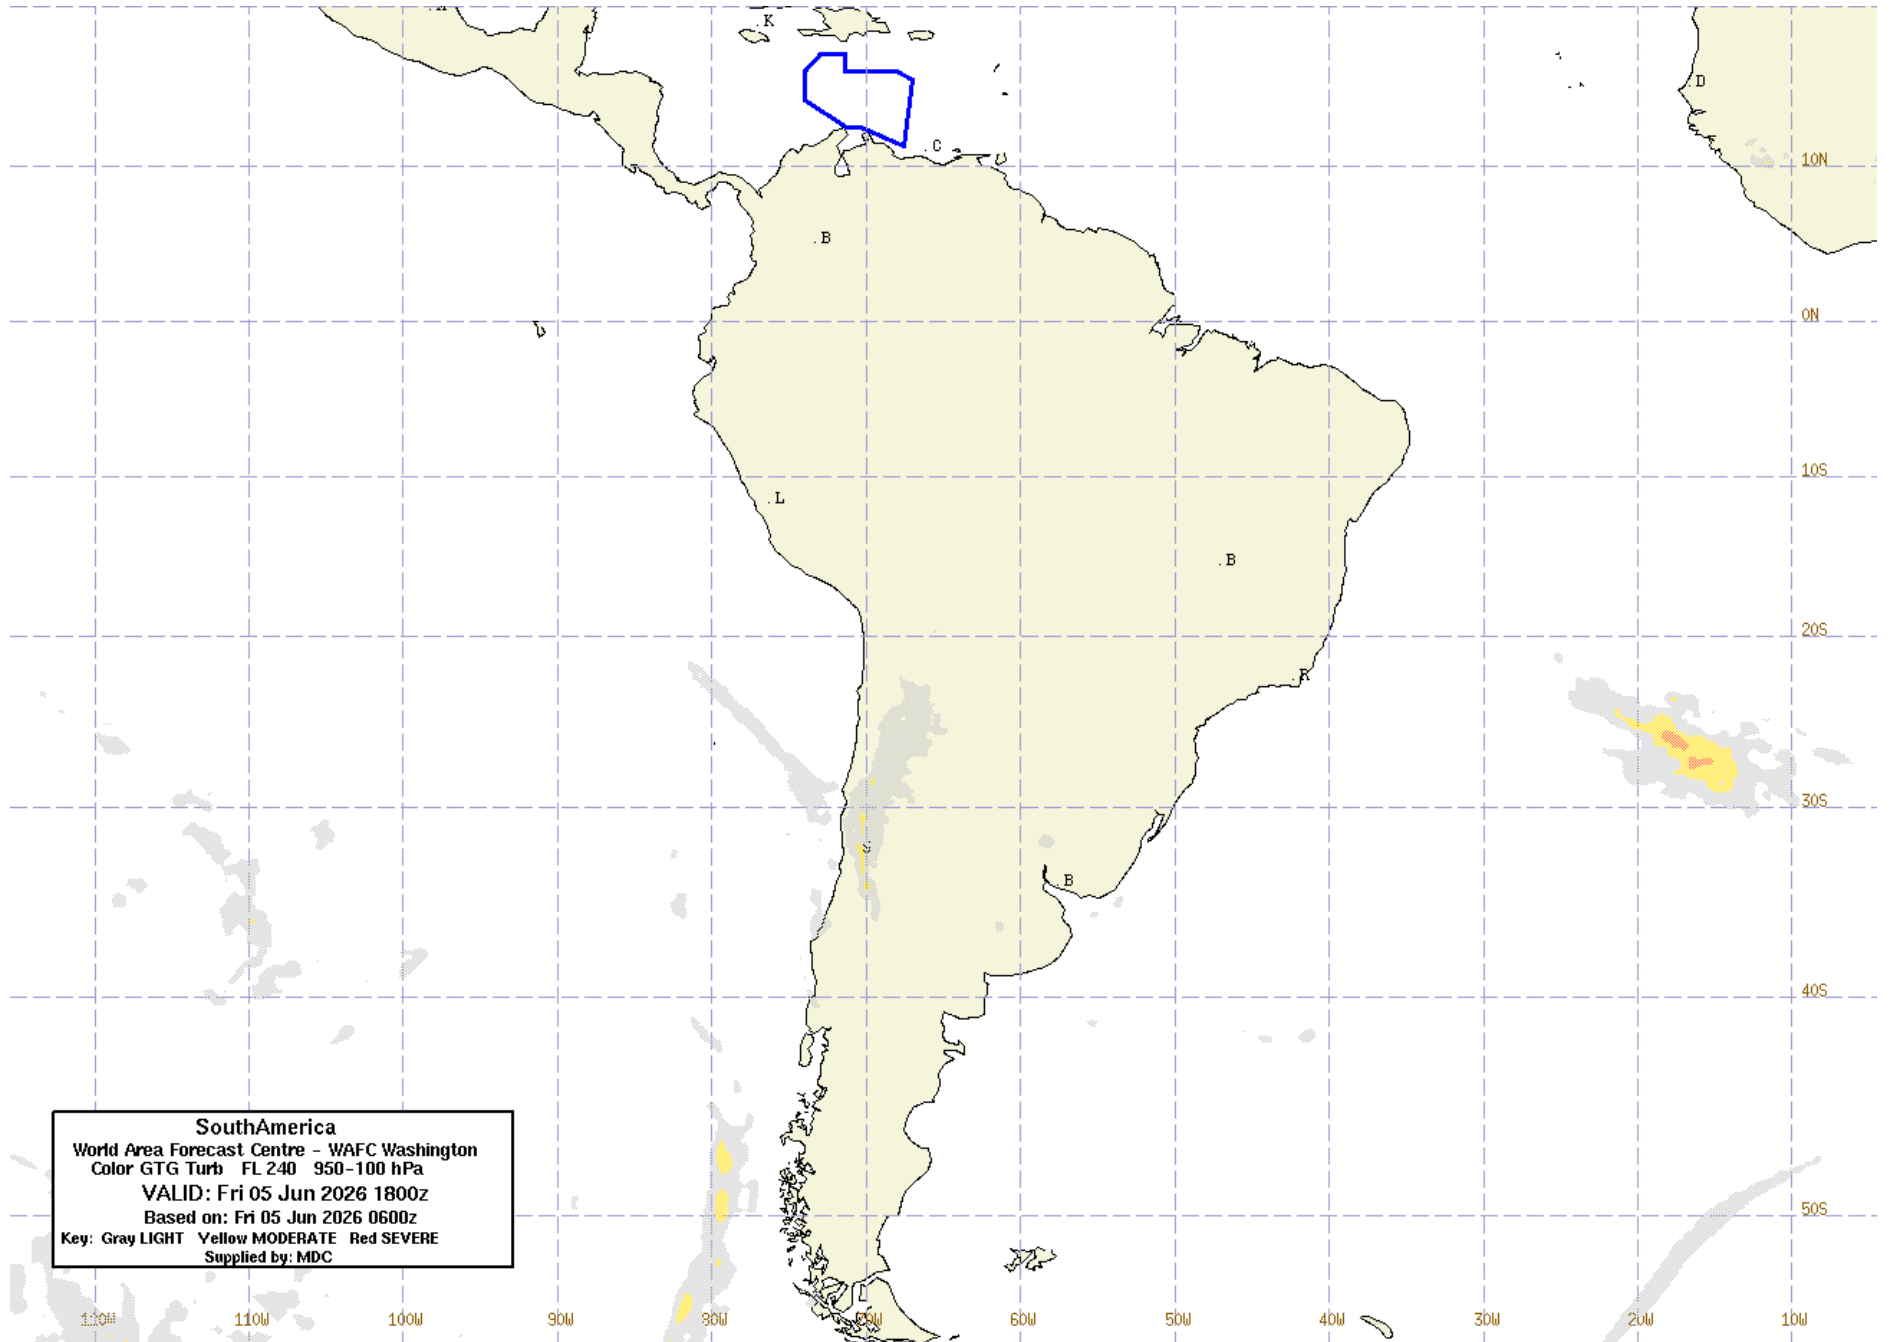 A
K
D
C
10N
B
0N
10S
L
B
20S
R
30S
S
B
40S
SouthAmerica
World Area Forecast Centre - WAFC Washington
Color GTG Turb FL 240 950-100 hPa
VALID: Fri 05 Jun 2026 1800z
Based on: Fri 05 Jun 2026 0600z
Key: Gray LIGHT Yellow MODERATE Red SEVERE
Supplied by: MDC
50S
120W 110W 100W 90W 80W 70W 60W 50W 40W 30W 20W 10W